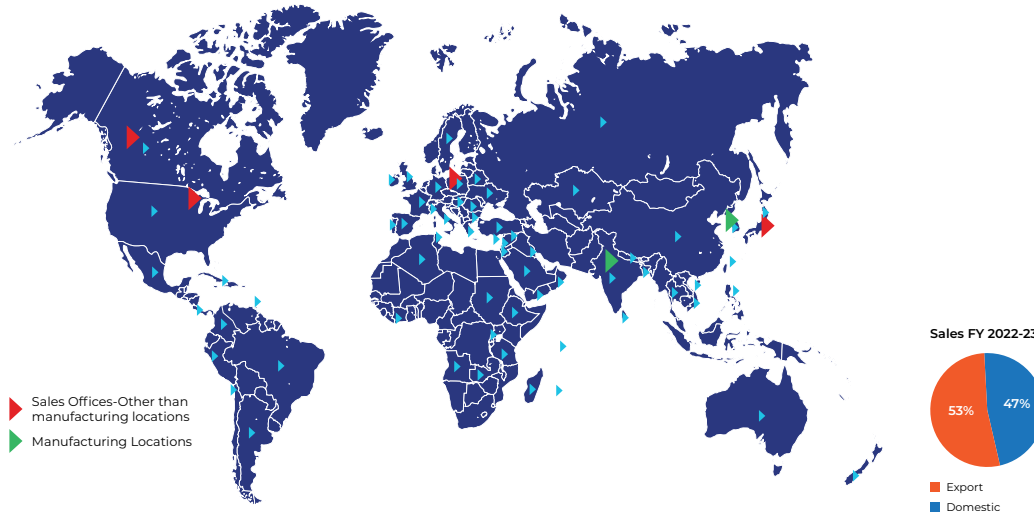 Sales Offices-Other than
manufacturing locations
Manufacturing Locations
Sales FY 2022-23
53%
47%
Export
Domestic